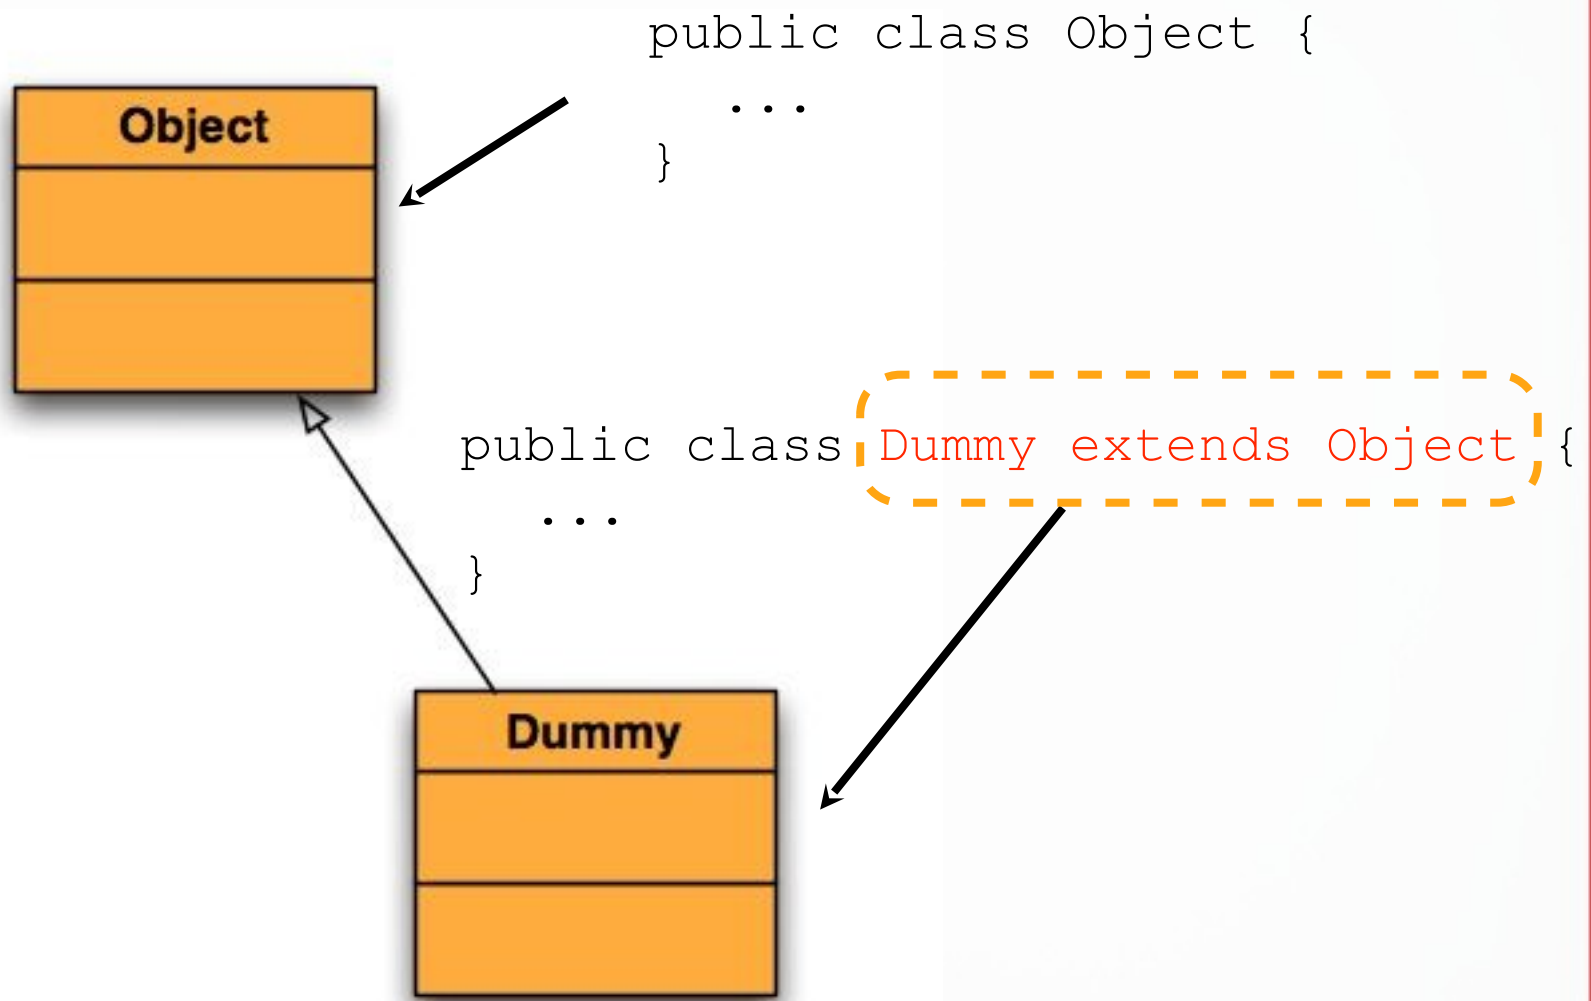 public class Object {
...
}
Object
public class Dummy extends Object {
...
}
Dummy